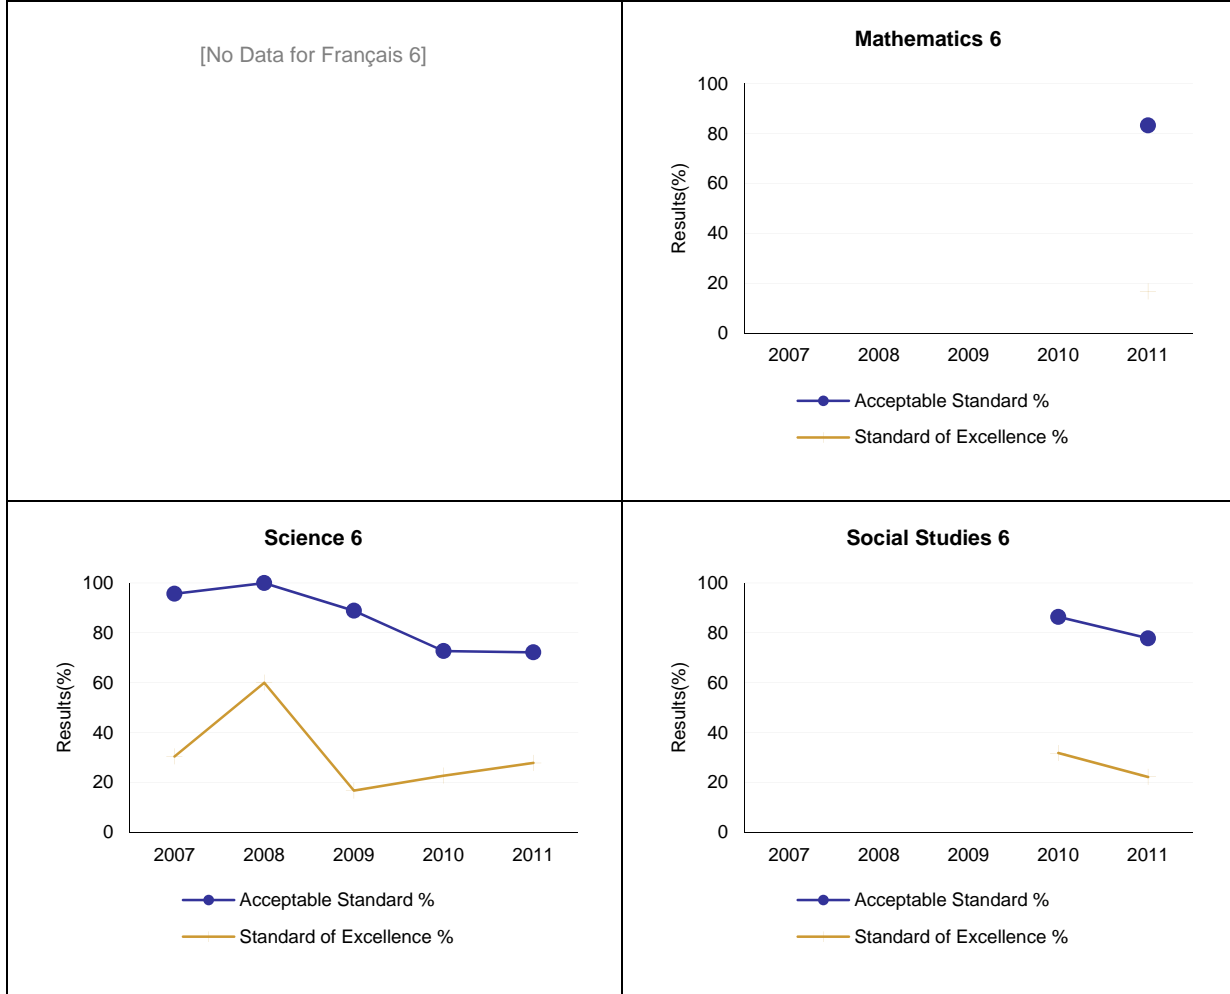 [No Data for Français 6]
Mathematics 6
Results(%)
100
80
60
40
20
0
2007 2008 2009 2010 2011
Acceptable Standard %
Standard of Excellence %
Science 6
Results(%)
100
80
60
40
20
0
2007 2008 2009 2010 2011
Acceptable Standard %
Standard of Excellence %
Social Studies 6
Results(%)
100
80
60
40
20
0
2007 2008 2009 2010 2011
Acceptable Standard %
Standard of Excellence %